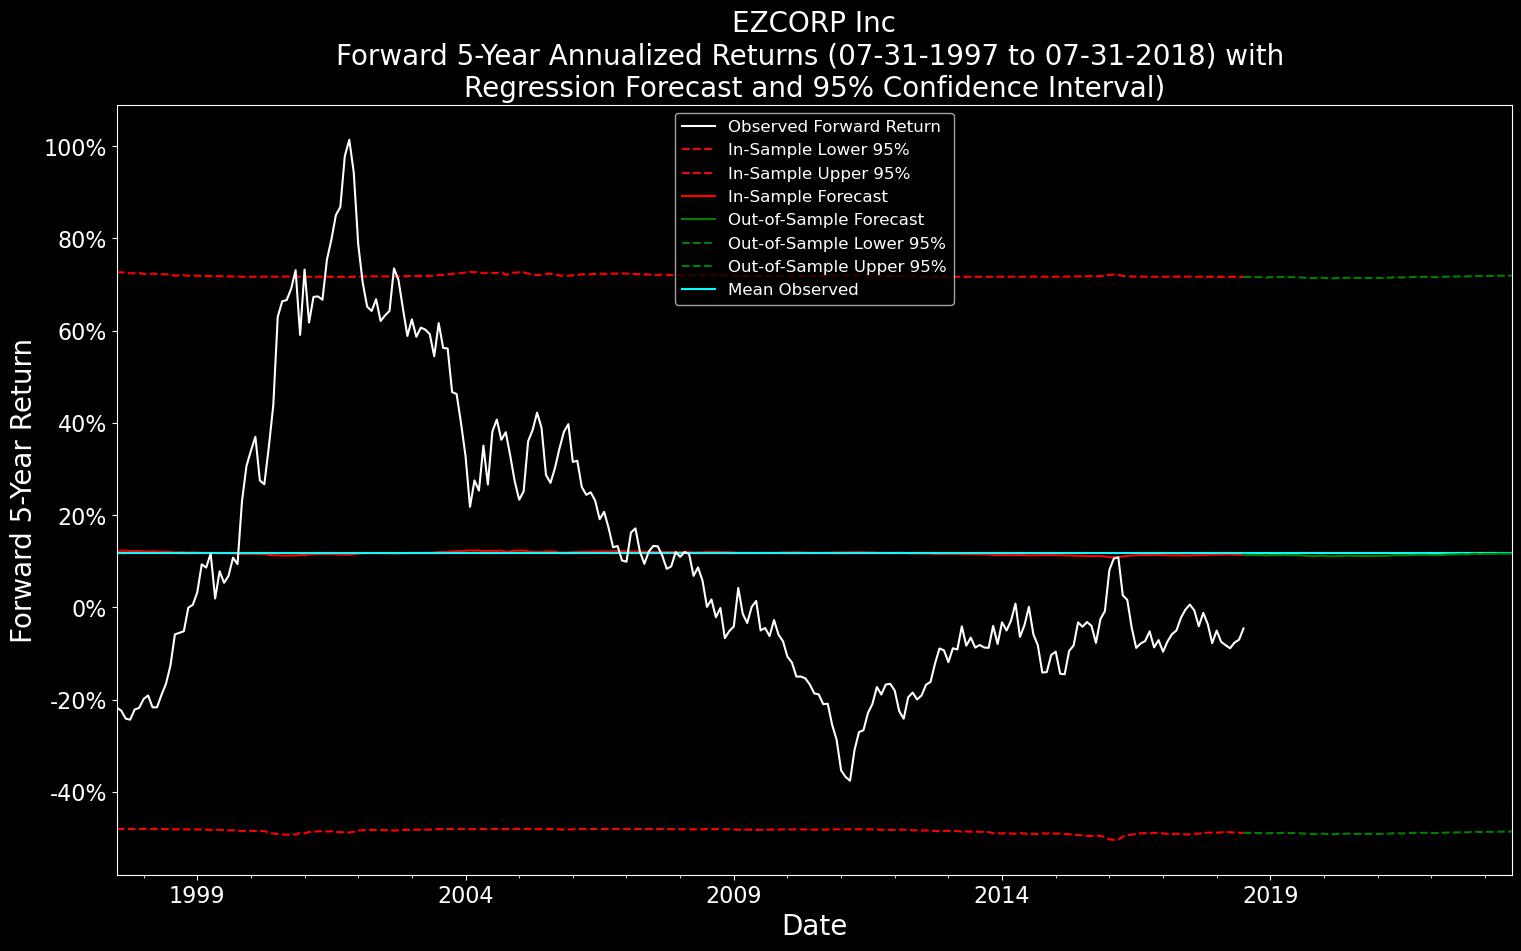 EZCORP Inc
Forward 5-Year Annualized Returns (07-31-1997 to 07-31-2018) with
Regression Forecast and 95% Confidence Interval)
Observed Forward Return
In-Sample Lower 95%
In-Sample Upper 95%
In-Sample Forecast
Out-of-Sample Forecast
Out-of-Sample Lower 95%
Out-of-Sample Upper 95%
Mean Observed
Forward 5-Year Return
100%
80%
60%
40%
20%
0%
-20%
-40%
1999 2004 2009 2014 2019
Date